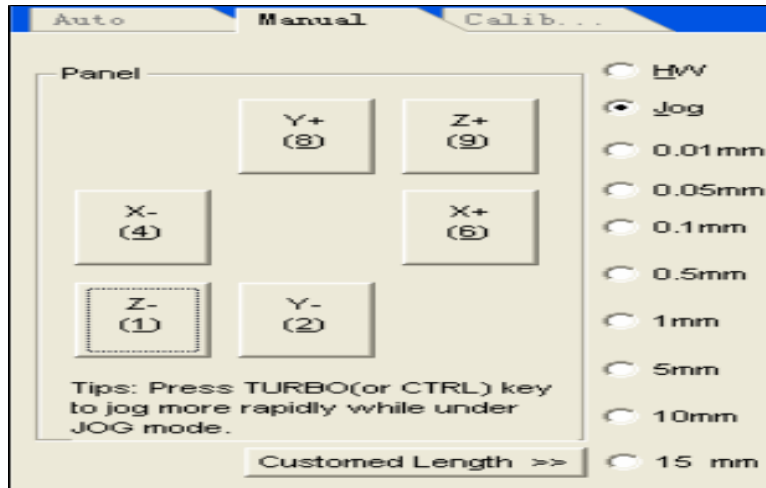 Auto Manual Calib...
Panel
Y+
(8)
Z+
(9)
X-
(4)
X+
(6)
Z-
(1)
Y-
(2)
Tips: Press TURBO(or CTRL) key
to jog more rapidly while under
JOG mode.
Customed Length >>
HW
Jog
0.01mm
0.05mm
0.1mm
0.5mm
1mm
5mm
10mm
15 mm